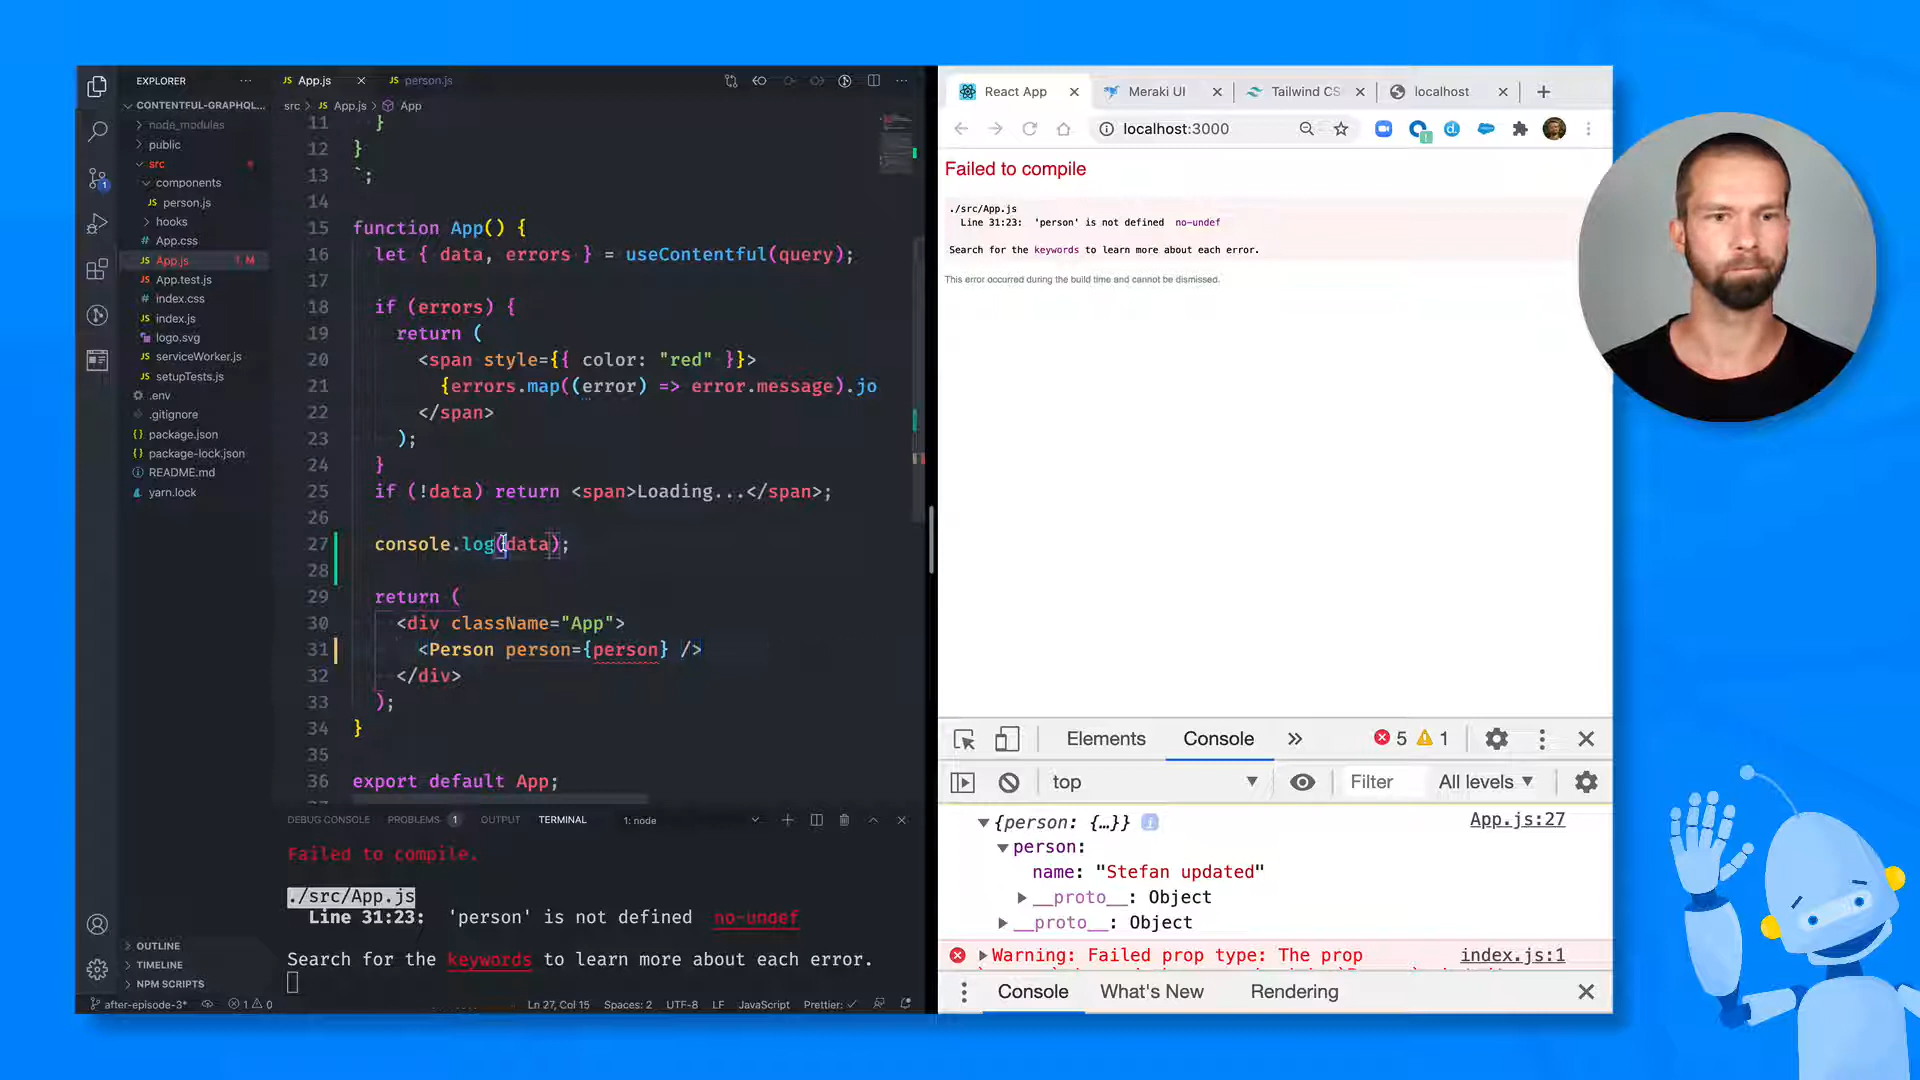 EXPLORER
CONTENTFUL-GRAPHQL...
node_modules
public
src
components
person.js
hooks
App.css
App.js 1, M
App.test.js
index.css
index.js
logo.svg
serviceWorker.js
setupTests.js
.env
.gitignore
package.json
package-lock.json
README.md
yarn.lock
OUTLINE
TIMELINE
NPM SCRIPTS
App.js person.js
src > App.js > App
11 }
12 }
13 `;
14
15 function App() {
16 let { data, errors } = useContentful(query);
17
18 if (errors) {
19 return (
20 <span style={{ color: "red" }}>
21 {errors.map((error) => error.message).jo
22 </span>
23 );
24 }
25 if (!data) return <span>Loading...</span>;
26
27 console.log(data);
28
29 return (
30 <div className="App">
31 <Person person={person} />
32 </div>
33 );
34 }
35
36 export default App;
DEBUG CONSOLE PROBLEMS 1 OUTPUT TERMINAL 1: node
Failed to compile.
./src/App.js
Line 31:23: 'person' is not defined no-undef
Search for the keywords to learn more about each error.
after-episode-3* 1 0 Ln 27, Col 15 Spaces: 2 UTF-8 LF JavaScript Prettier: ✓
React App Meraki UI Tailwind CS localhost
localhost:3000
Failed to compile
./src/App.js
Line 31:23: 'person' is not defined no-undef
Search for the keywords to learn more about each error.
This error occurred during the build time and cannot be dismissed.
Elements Console 5 1
top Filter All levels
{person: {…}} App.js:27
person:
name: "Stefan updated"
__proto__: Object
__proto__: Object
Warning: Failed prop type: The prop index.js:1
Console What's New Rendering